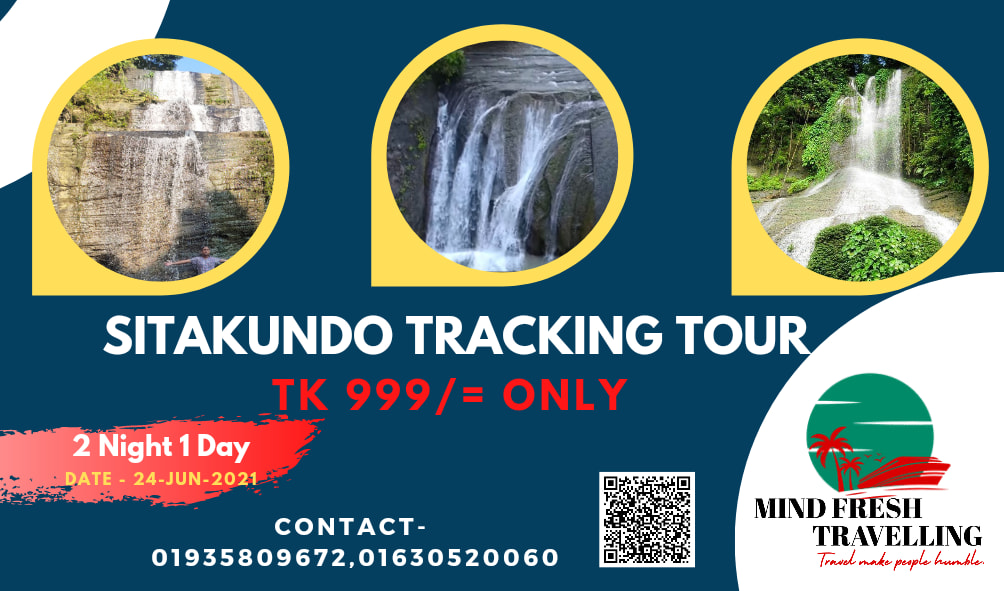 SITAKUNDO TRACKING TOUR
TK 999/= ONLY
2 Night 1 Day
DATE - 24-JUN-2021
CONTACT-
01935809672,01630520060
MIND FRESH
TRAVELLING
Travel make people humble.